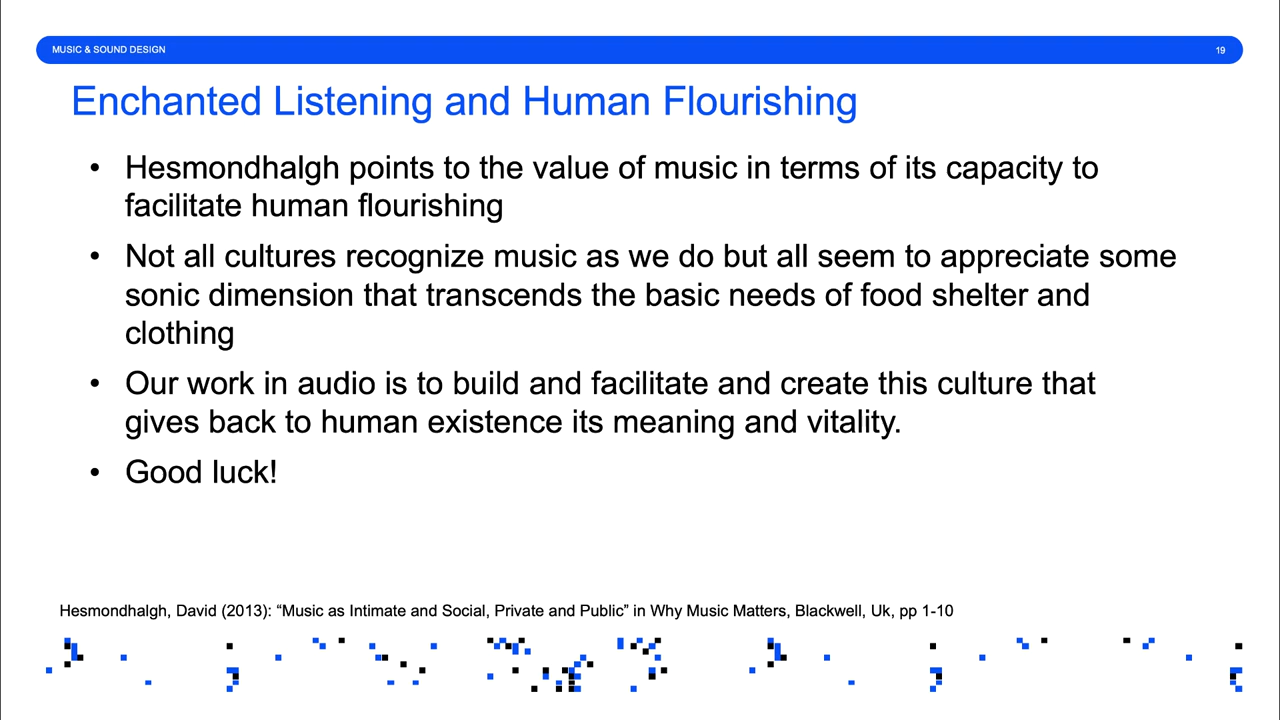 MUSIC & SOUND DESIGN
19
Enchanted Listening and Human Flourishing
• Hesmondhalgh points to the value of music in terms of its capacity to
facilitate human flourishing
• Not all cultures recognize music as we do but all seem to appreciate some
sonic dimension that transcends the basic needs of food shelter and
clothing
• Our work in audio is to build and facilitate and create this culture that
gives back to human existence its meaning and vitality.
• Good luck!
Hesmondhalgh, David (2013): “Music as Intimate and Social, Private and Public” in Why Music Matters, Blackwell, Uk, pp 1-10